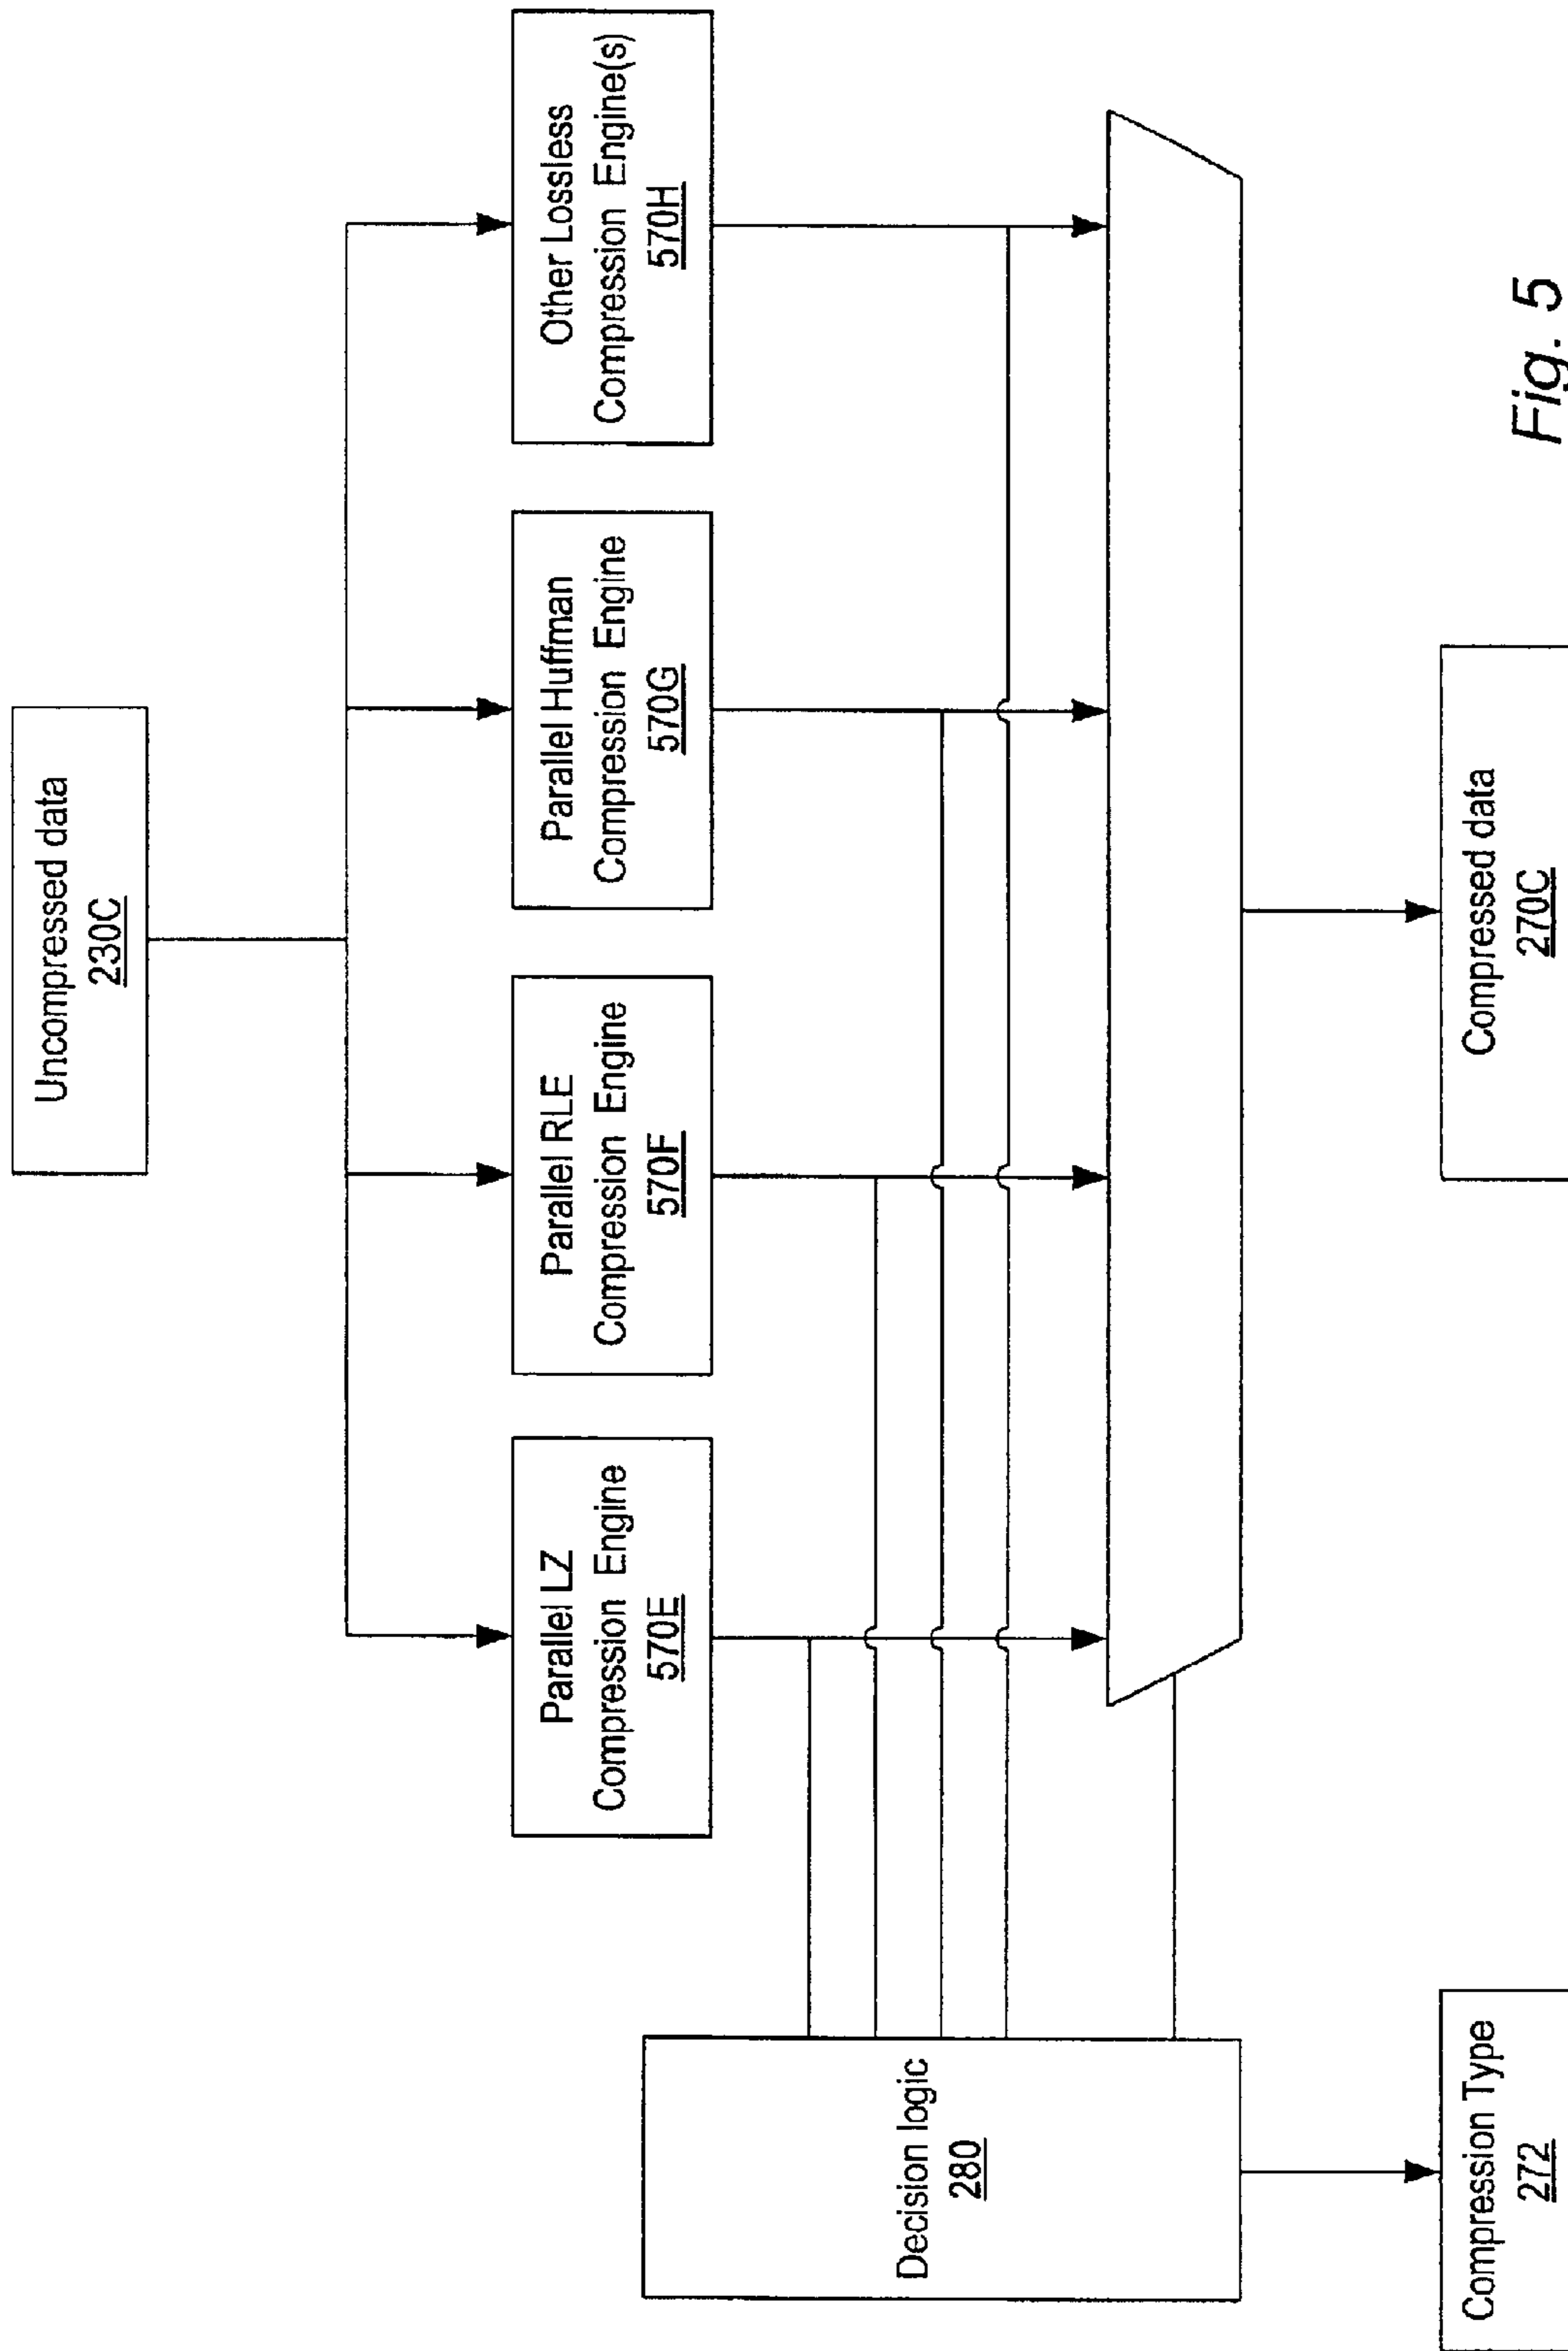 Uncompressed data
230C
Parallel LZ
Compression Engine
570E
Parallel RLE
Compression Engine
570F
Parallel Huffman
Compression Engine
570G
Other Lossless
Compression Engine(s)
570H
Decision logic
280
Compression Type
272
Compressed data
270C
Fig. 5